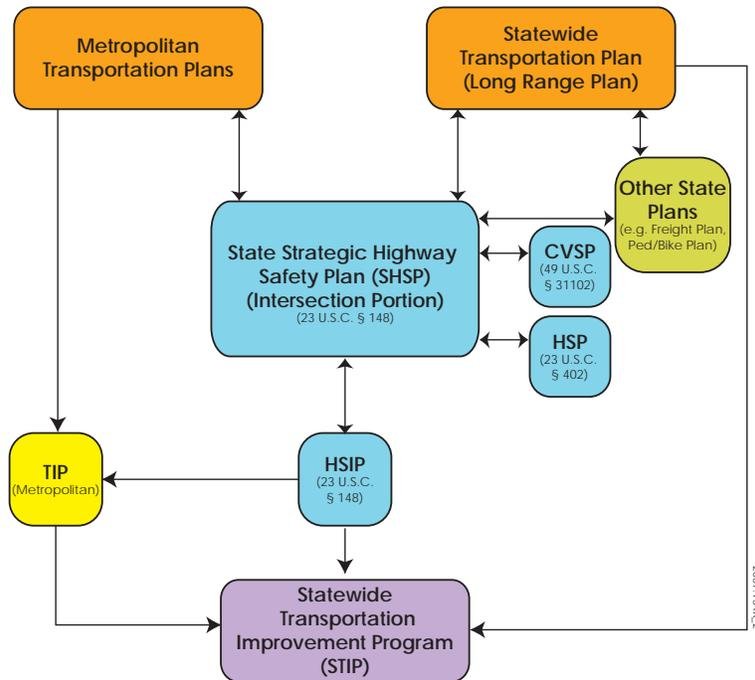 Metropolitan
Transportation Plans
Statewide
Transportation Plan
(Long Range Plan)
Other State
Plans
(e.g. Freight Plan,
Ped/Bike Plan)
State Strategic Highway
Safety Plan (SHSP)
(Intersection Portion)
(23 U.S.C. § 148)
CVSP
(49 U.S.C.
§ 31102)
HSP
(23 U.S.C.
§ 402)
TIP
(Metropolitan)
HSIP
(23 U.S.C.
§ 148)
Statewide
Transportation
Improvement Program
(STIP)